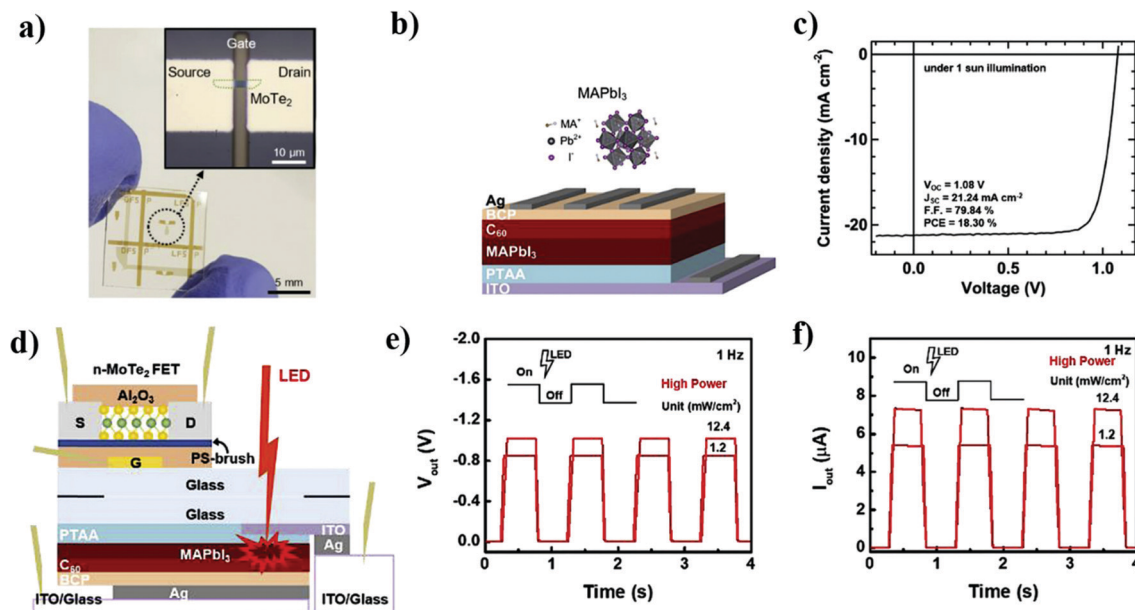 a)
Gate
Source
Drain
MoTe₂
10 μm
5 mm
b)
MAPbI₃
MA⁺
Pb²⁺
I⁻
Ag
BCP
C₆₀
MAPbI₃
PTAA
ITO
c)
Current density (mA cm⁻²)
0
-10
-20
under 1 sun illumination
V_OC = 1.08 V
J_SC = 21.24 mA cm⁻²
F.F. = 79.84 %
PCE = 18.30 %
0.0 0.5 1.0
Voltage (V)
d)
n-MoTe₂ FET
LED
Al₂O₃
S
D
PS-brush
G
Glass
Glass
PTAA
ITO
Ag
MAPbI₃
C₆₀
BCP
Ag
ITO/Glass
ITO/Glass
e)
V_out (V)
-2.0
-1.6
-1.2
-0.8
-0.4
0.0
LED
On
Off
1 Hz
High Power
Unit (mW/cm²)
12.4
1.2
0 1 2 3 4
Time (s)
f)
I_out (μA)
10
8
6
4
2
0
LED
On
Off
1 Hz
High Power
Unit (mW/cm²)
12.4
1.2
0 1 2 3 4
Time (s)